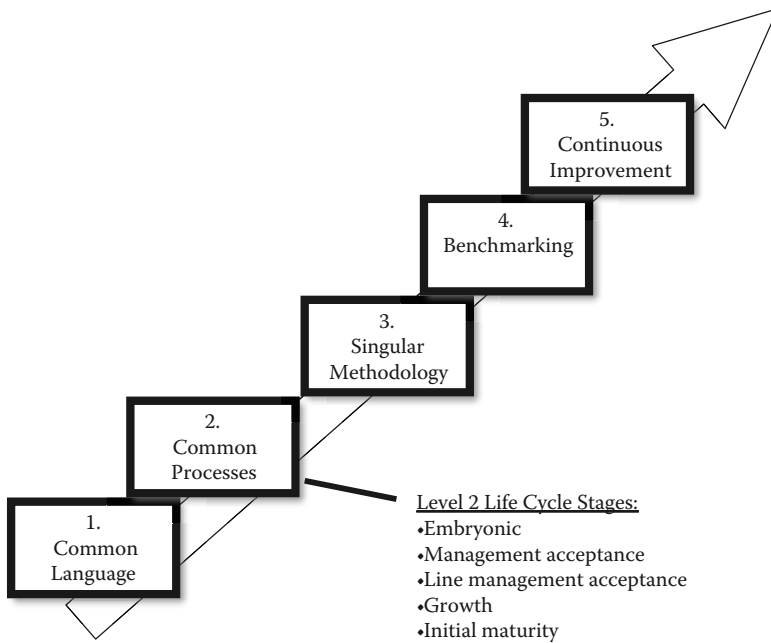 5.
Continuous
Improvement
4.
Benchmarking
3.
Singular
Methodology
2.
Common
Processes
1.
Common
Language
Level 2 Life Cycle Stages:
•Embryonic
•Management acceptance
•Line management acceptance
•Growth
•Initial maturity